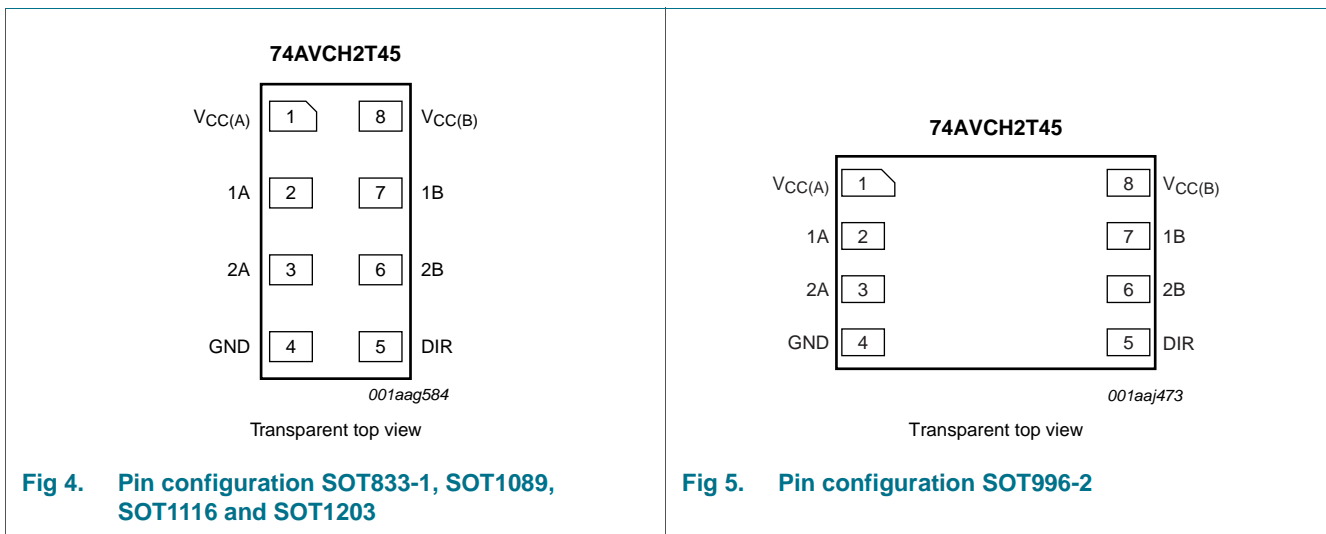 74AVCH2T45
VCC(A) 1 8 VCC(B)
1A 2 7 1B
2A 3 6 2B
GND 4 5 DIR
001aag584
Transparent top view
Fig 4. Pin configuration SOT833-1, SOT1089,
SOT1116 and SOT1203
74AVCH2T45
VCC(A) 1 8 VCC(B)
1A 2 7 1B
2A 3 6 2B
GND 4 5 DIR
001aaj473
Transparent top view
Fig 5. Pin configuration SOT996-2